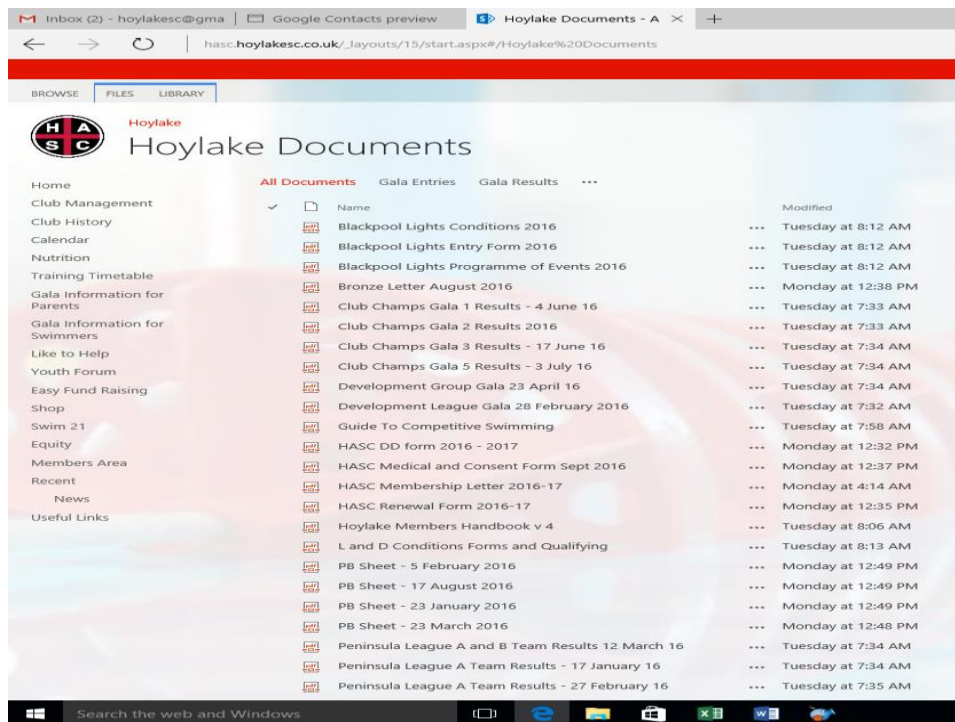 Inbox (2) - hoylakesc@gma
Google Contacts preview
Hoylake Documents - A
hasc.hoylakesc.co.uk/_layouts/15/start.aspx#/Hoylake%20Documents
BROWSE FILES LIBRARY
H A S C
Hoylake
Hoylake Documents
Home
Club Management
Club History
Calendar
Nutrition
Training Timetable
Gala Information for
Parents
Gala Information for
Swimmers
Like to Help
Youth Forum
Easy Fund Raising
Shop
Swim 21
Equity
Members Area
Recent
News
Useful Links
All Documents Gala Entries Gala Results ...
Name Modified
Blackpool Lights Conditions 2016 ... Tuesday at 8:12 AM
Blackpool Lights Entry Form 2016 ... Tuesday at 8:12 AM
Blackpool Lights Programme of Events 2016 ... Tuesday at 8:12 AM
Bronze Letter August 2016 ... Monday at 12:38 PM
Club Champs Gala 1 Results - 4 June 16 ... Tuesday at 7:33 AM
Club Champs Gala 2 Results 2016 ... Tuesday at 7:33 AM
Club Champs Gala 3 Results - 17 June 16 ... Tuesday at 7:34 AM
Club Champs Gala 5 Results - 3 July 16 ... Tuesday at 7:34 AM
Development Group Gala 23 April 16 ... Tuesday at 7:34 AM
Development League Gala 28 February 2016 ... Tuesday at 7:32 AM
Guide To Competitive Swimming ... Tuesday at 7:58 AM
HASC DD form 2016 - 2017 ... Monday at 12:32 PM
HASC Medical and Consent Form Sept 2016 ... Monday at 12:37 PM
HASC Membership Letter 2016-17 ... Monday at 4:14 AM
HASC Renewal Form 2016-17 ... Monday at 12:35 PM
Hoylake Members Handbook v 4 ... Tuesday at 8:06 AM
L and D Conditions Forms and Qualifying ... Tuesday at 8:13 AM
PB Sheet - 5 February 2016 ... Monday at 12:49 PM
PB Sheet - 17 August 2016 ... Monday at 12:49 PM
PB Sheet - 23 January 2016 ... Monday at 12:49 PM
PB Sheet - 23 March 2016 ... Monday at 12:48 PM
Peninsula League A and B Team Results 12 March 16 ... Tuesday at 7:34 AM
Peninsula League A Team Results - 17 January 16 ... Tuesday at 7:34 AM
Peninsula League A Team Results - 27 February 16 ... Tuesday at 7:35 AM
Search the web and Windows